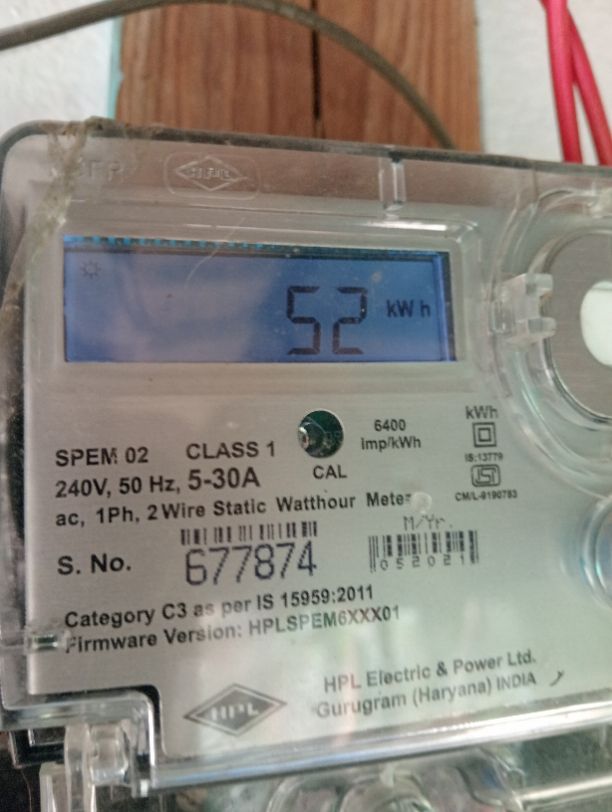 HPL
52 kWh
6400
imp/kWh
kWh
SPEM 02 CLASS 1
CAL
IS:13779
240V, 50 Hz, 5-30A
ISI
CM/L-9190783
ac, 1Ph, 2 Wire Static Watthour Meter
M/Yr.
S. No. 677874
052021
Category C3 as per IS 15959:2011
Firmware Version: HPLSPEM6XXX01
HPL Electric & Power Ltd.
Gurugram (Haryana) INDIA
HPL